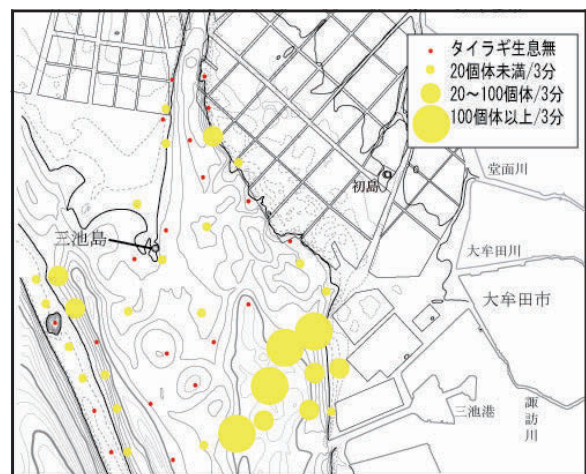 タイラギ生息無
20個体未満/3分
20～100個体/3分
100個体以上/3分
堂面川
初島
三池島
大牟田川
大牟田市
三池港
諏訪川